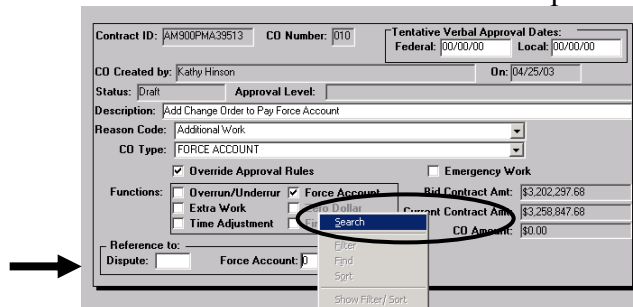 Contract ID: AM900PMA39513 CO Number: 010 Tentative Verbal Approval Dates:
Federal: 00/00/00 Local: 00/00/00
CO Created by: Kathy Hinson On: 04/25/03
Status: Draft Approval Level:
Description: Add Change Order to Pay Force Account
Reason Code: Additional Work
CO Type: FORCE ACCOUNT
Override Approval Rules Emergency Work
Functions: Overrun/Underrur Force Account Bid Contract Amt: $3,202,297.68
Extra Work Zero Dollar Current Contract Amt: $3,258,847.68
Time Adjustment CO Amount: $0.00
Search
Reference to:
Dispute: Force Account: 0
Filter
Find
Sort
Show Filter/ Sort